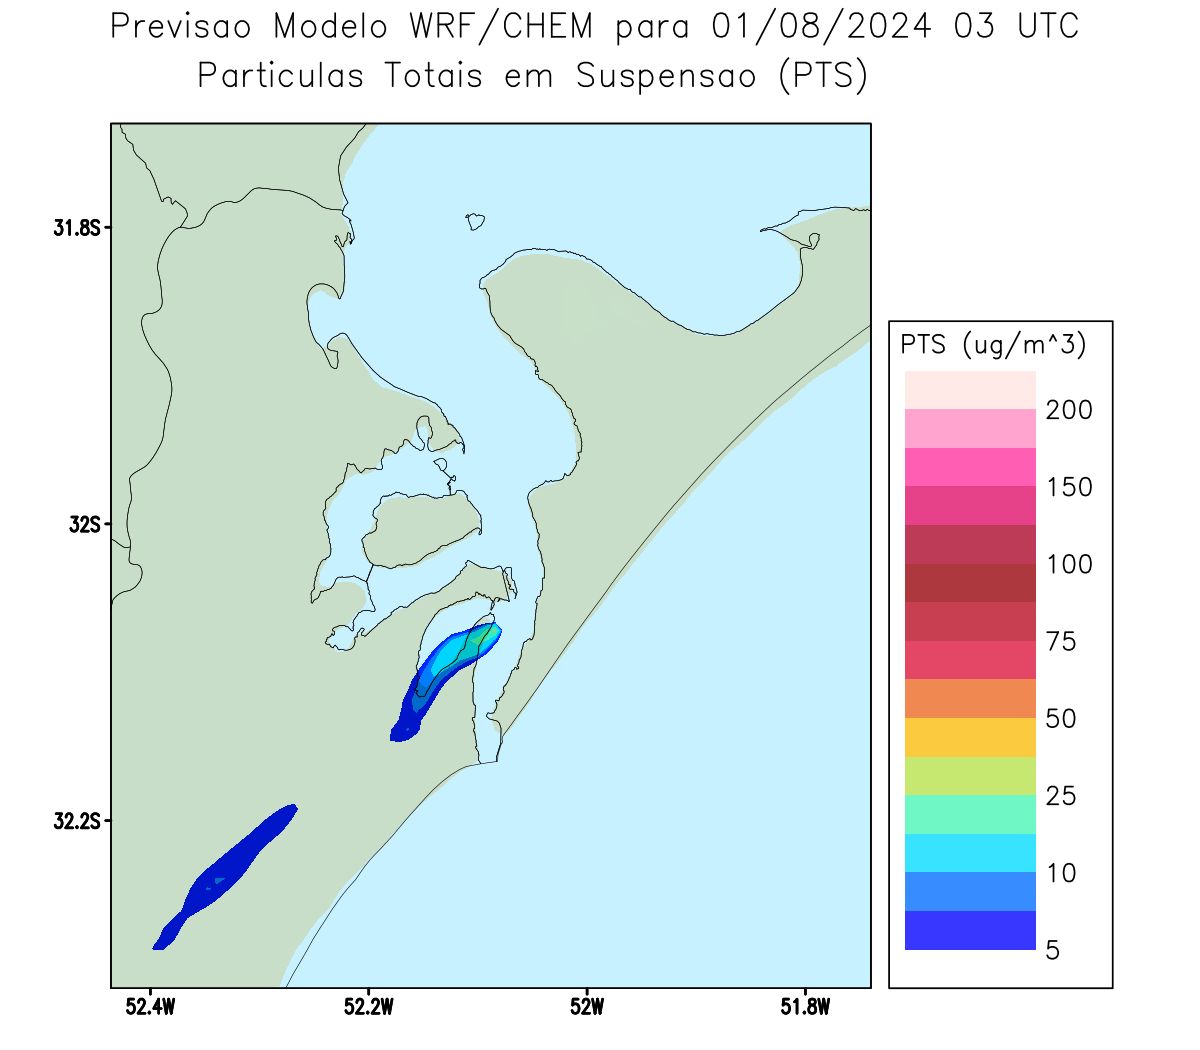 Previsao Modelo WRF/CHEM para 01/08/2024 03 UTC
Particulas Totais em Suspensao (PTS)
31.8S
32S
32.2S
52.4W
52.2W
52W
51.8W
PTS (ug/m^3)
200
150
100
75
50
25
10
5